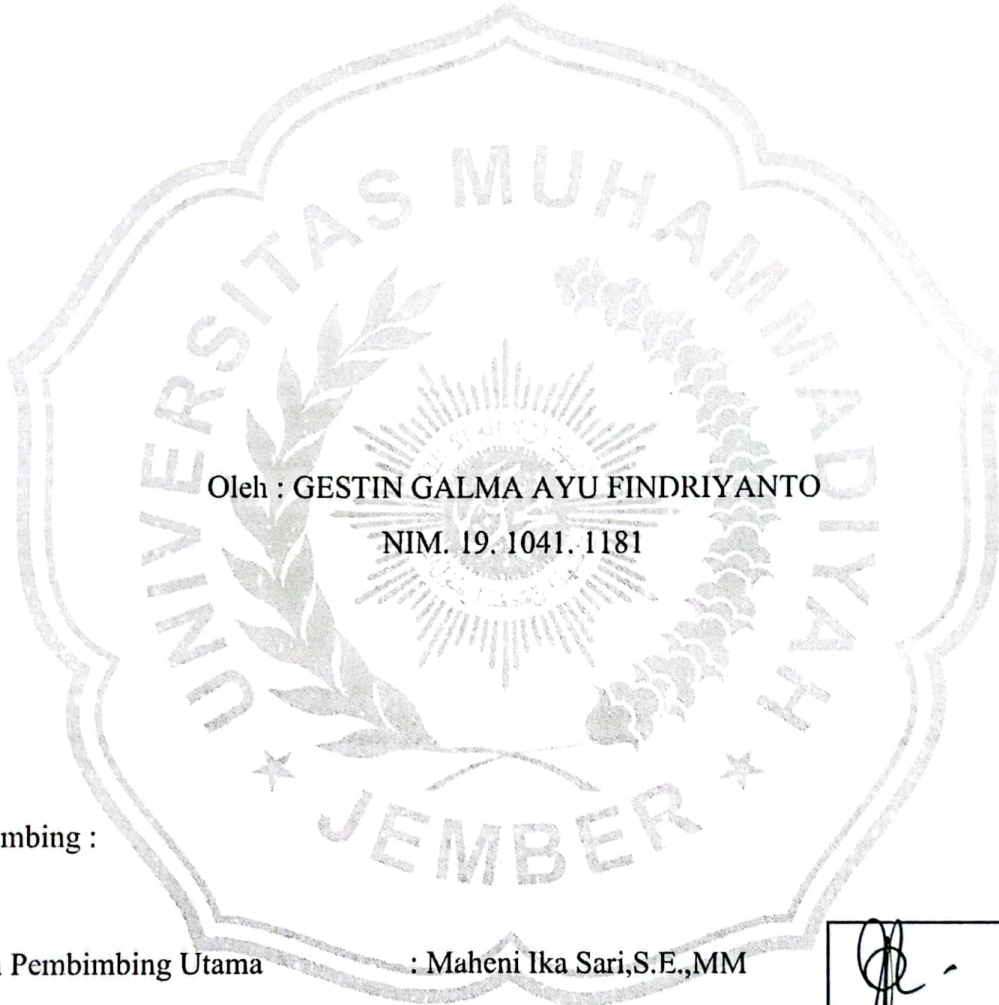 UNIVERSITAS MUHAMMADIYAH
JEMBER
Oleh : GESTIN GALMA AYU FINDRIYANTO
NIM. 19. 1041. 1181
mbing :
Pembimbing Utama : Maheni Ika Sari,S.E.,MM